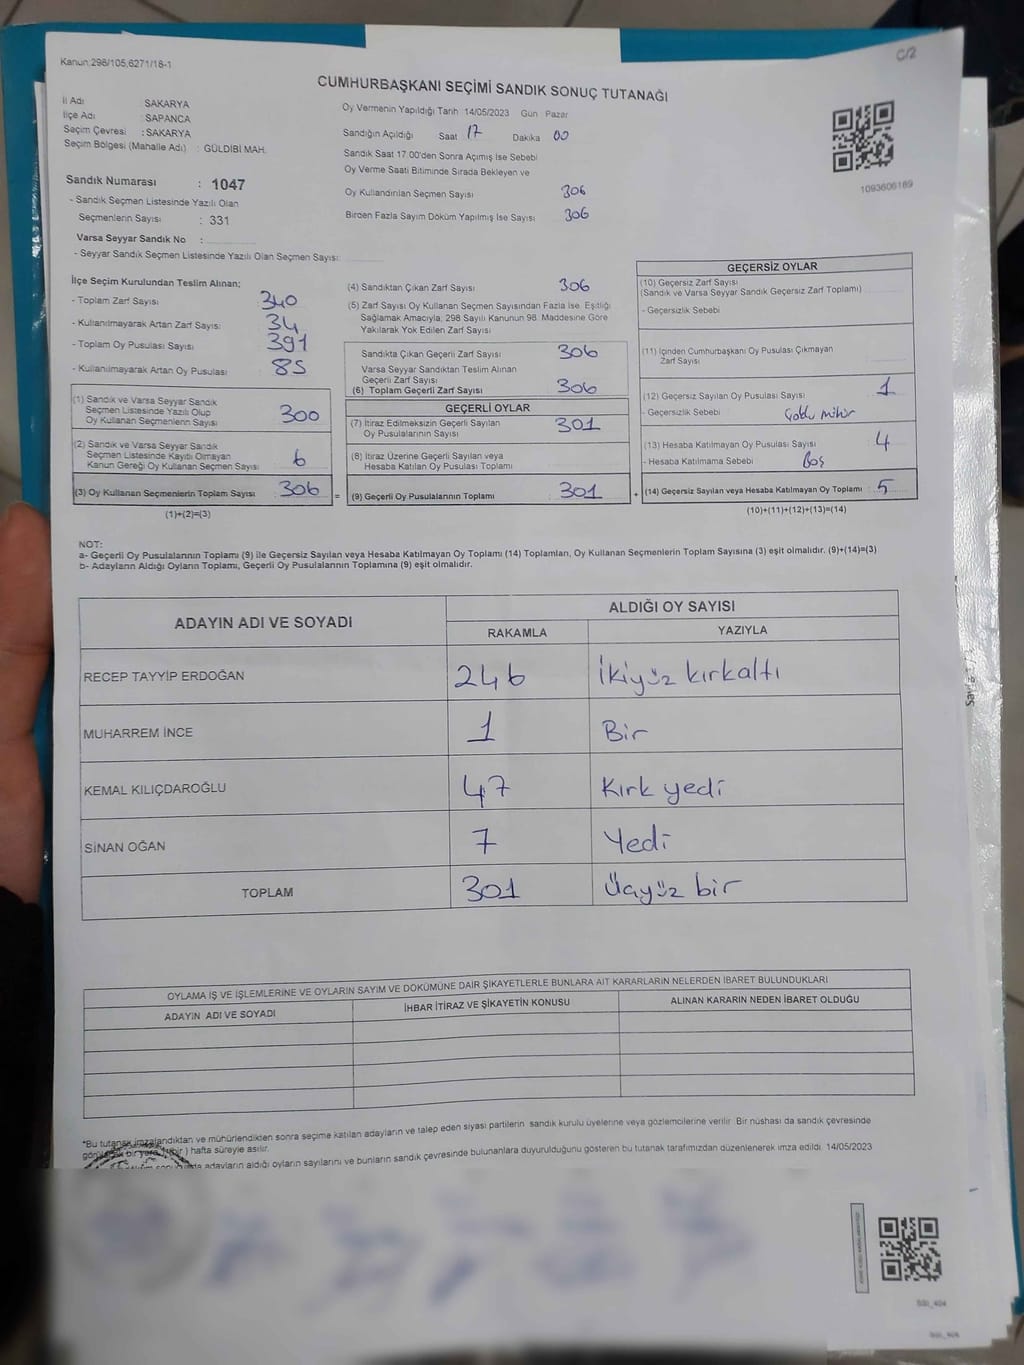 C/2
Kanun:298/105,6271/18-1
CUMHURBAŞKANI SEÇİMİ SANDIK SONUÇ TUTANAĞI
İl Adı SAKARYA
İlçe Adı : SAPANCA
Seçim Çevresi : SAKARYA
Seçim Bölgesi (Mahalle Adı) : GÜLDİBİ MAH.
Oy Vermenin Yapıldığı Tarih 14/05/2023 Gün Pazar
Sandığın Açıldığı Saat 17 Dakika 00
Sandık Saat 17.00'den Sonra Açımış Ise Sebebi
Oy Verme Saati Bitiminde Sırada Bekleyen ve
Oy Kullandırılan Seçmen Sayısı 306
Birden Fazla Sayım Döküm Yapılmış Ise Sayısı 306
1093606189
Sandık Numarası : 1047
- Sandık Seçmen Listesinde Yazılı Olan
Seçmenlerin Sayısı : 331
Varsa Seyyar Sandık No :
- Seyyar Sandık Seçmen Listesinde Yazılı Olan Seçmen Sayısı:
İlçe Seçim Kurulundan Teslim Alınan;
- Toplam Zarf Sayısı 340
- Kullanılmayarak Artan Zarf Sayısı 34
- Toplam Oy Pusulası Sayısı 391
- Kullanılmayarak Artan Oy Pusulası 85
(1) Sandık ve Varsa Seyyar Sandık
Seçmen Listesinde Yazılı Olup
Oy Kullanan Seçmenlerin Sayısı 300
(2) Sandık ve Varsa Seyyar Sandık
Seçmen Listesinde Kayıtlı Olmayan
Kanun Gereği Oy Kullanan Seçmen Sayısı 6
(3) Oy Kullanan Seçmenlerin Toplam Sayısı 306 =
(1)+(2)=(3)
(4) Sandıktan Çıkan Zarf Sayısı 306
(5) Zarf Sayısı Oy Kullanan Seçmen Sayısından Fazla Ise, Eşitliği
Sağlamak Amacıyla; 298 Sayılı Kanunun 98. Maddesine Göre
Yakılarak Yok Edilen Zarf Sayısı
Sandıkta Çıkan Geçerli Zarf Sayısı 306
Varsa Seyyar Sandıktan Teslim Alınan
Geçerli Zarf Sayısı
(6) Toplam Geçerli Zarf Sayısı 306
GEÇERLİ OYLAR
(7) İtiraz Edilmeksizin Geçerli Sayılan
Oy Pusulalarının Sayısı 301
(8) Itiraz Üzerine Geçerli Sayılan veya
Hesaba Katılan Oy Pusulası Toplamı
(9) Geçerli Oy Pusulalarının Toplamı 301 +
GEÇERSİZ OYLAR
(10) Geçersiz Zarf Sayısı
(Sandık ve Varsa Seyyar Sandık Geçersiz Zarf Toplamı)
- Geçersizlik Sebebi
(11) Içinden Cumhurbaşkanı Oy Pusulası Çıkmayan
Zarf Sayısı
(12) Geçersiz Sayılan Oy Pusulası Sayısı 1
- Geçersizlik Sebebi Çoklu mühür
(13) Hesaba Katılmayan Oy Pusulası Sayısı 4
- Hesaba Katılmama Sebebi Boş
(14) Geçersiz Sayılan veya Hesaba Katılmayan Oy Toplamı 5
(10)+(11)+(12)+(13)=(14)
NOT:
a- Geçerli Oy Pusulalarının Toplamı (9) ile Geçersiz Sayılan veya Hesaba Katılmayan Oy Toplamı (14) Toplamları, Oy Kullanan Seçmenlerin Toplam Sayısına (3) eşit olmalıdır. (9)+(14)=(3)
b- Adayların Aldığı Oyların Toplamı, Geçerli Oy Pusulalarının Toplamına (9) eşit olmalıdır.
ADAYIN ADI VE SOYADI ALDIĞI OY SAYISI
RAKAMLA YAZIYLA
RECEP TAYYİP ERDOĞAN 246 İkiyüz kırkaltı
MUHARREM İNCE 1 Bir
KEMAL KILIÇDAROĞLU 47 Kırk yedi
SİNAN OĞAN 7 Yedi
TOPLAM 301 Üçyüz bir
OYLAMA İŞ VE İŞLEMLERİNE VE OYLARIN SAYIM VE DÖKÜMÜNE DAİR ŞİKAYETLERLE BUNLARA AİT KARARLARIN NELERDEN İBARET BULUNDUKLARI
ADAYIN ADI VE SOYADI İHBAR İTİRAZ VE ŞİKAYETİN KONUSU ALINAN KARARIN NEDEN İBARET OLDUĞU
*Bu tutanak imzalandıktan ve mühürlendikten sonra seçime katılan adayların ve talep eden siyasi partilerin sandık kurulu üyelerine veya gözlemcilerine verilir. Bir nüshası da sandık çevresinde
bir yere (bir) hafta süreyle asılır.
adayların aldığı oyların sayılarını ve bunların sandık çevresinde bulunanlara duyurulduğunu gösteren bu tutanak tarafımızdan düzenlenerek imza edildi. 14/05/2023